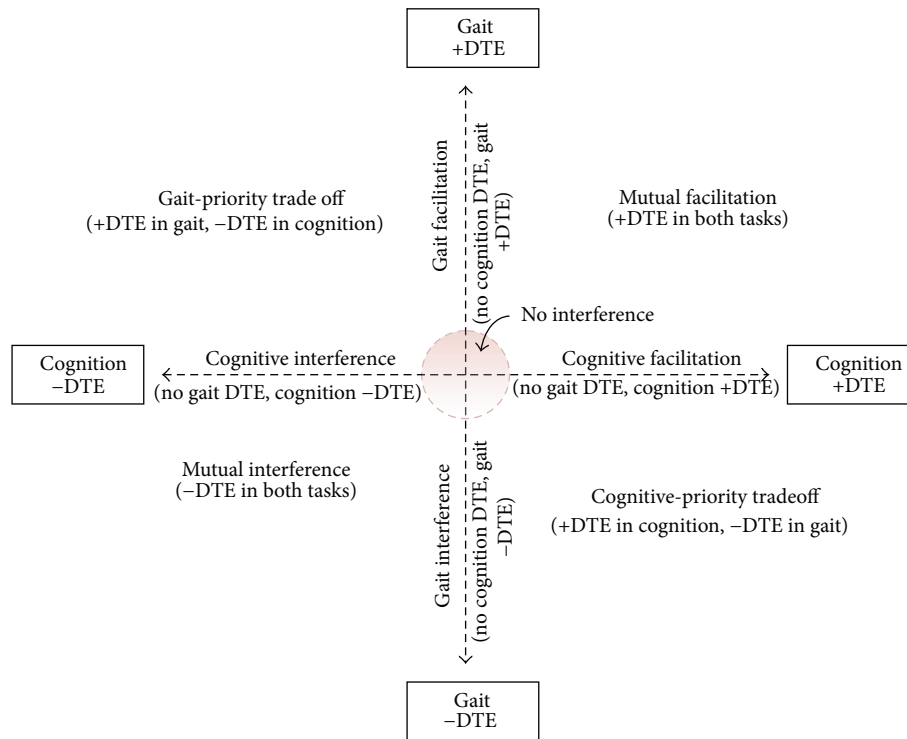 Gait
+DTE
Gait facilitation
(no cognition DTE, gait
+DTE)
Gait-priority trade off
(+DTE in gait, −DTE in cognition)
Mutual facilitation
(+DTE in both tasks)
No interference
Cognition
−DTE
Cognitive interference
(no gait DTE, cognition −DTE)
Cognitive facilitation
(no gait DTE, cognition +DTE)
Cognition
+DTE
Mutual interference
(−DTE in both tasks)
Gait interference
(no cognition DTE, gait
−DTE)
Cognitive-priority tradeoff
(+DTE in cognition, −DTE in gait)
Gait
−DTE